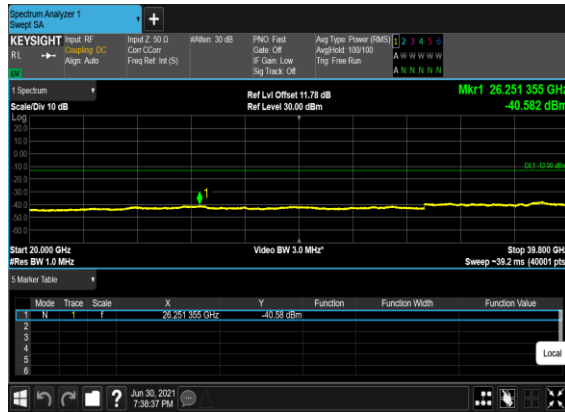 Spectrum Analyzer 1
Swept SA
+
KEYSIGHT Input: RF Input Z: 50 Ω #Atten: 30 dB PNO: Fast Avg Type: Power (RMS) 1 2 3 4 5 6
RL Coupling: DC Corr CCorr Gate: Off Avg|Hold: 100/100 A W W W W W
Align: Auto Freq Ref: Int (S) IF Gain: Low Trig: Free Run
LW Sig Track: Off A N N N N N
1 Spectrum Ref Lvl Offset 11.78 dB Mkr1 26.251 355 GHz
Scale/Div 10 dB Ref Level 30.00 dBm -40.582 dBm
Log
20.0
10.0
0.00
-10.0 DL1 -13.00 dBm
-20.0
-30.0
1
-40.0
-50.0
-60.0
Start 20.000 GHz Video BW 3.0 MHz* Stop 39.800 GHz
#Res BW 1.0 MHz Sweep ~39.2 ms (40001 pts
5 Marker Table
Mode Trace Scale X Y Function Function Width Function Value
1 N 1 f 26.251 355 GHz -40.58 dBm
2
3
4
5
6
Local
? Jun 30, 2021
7:38:37 PM